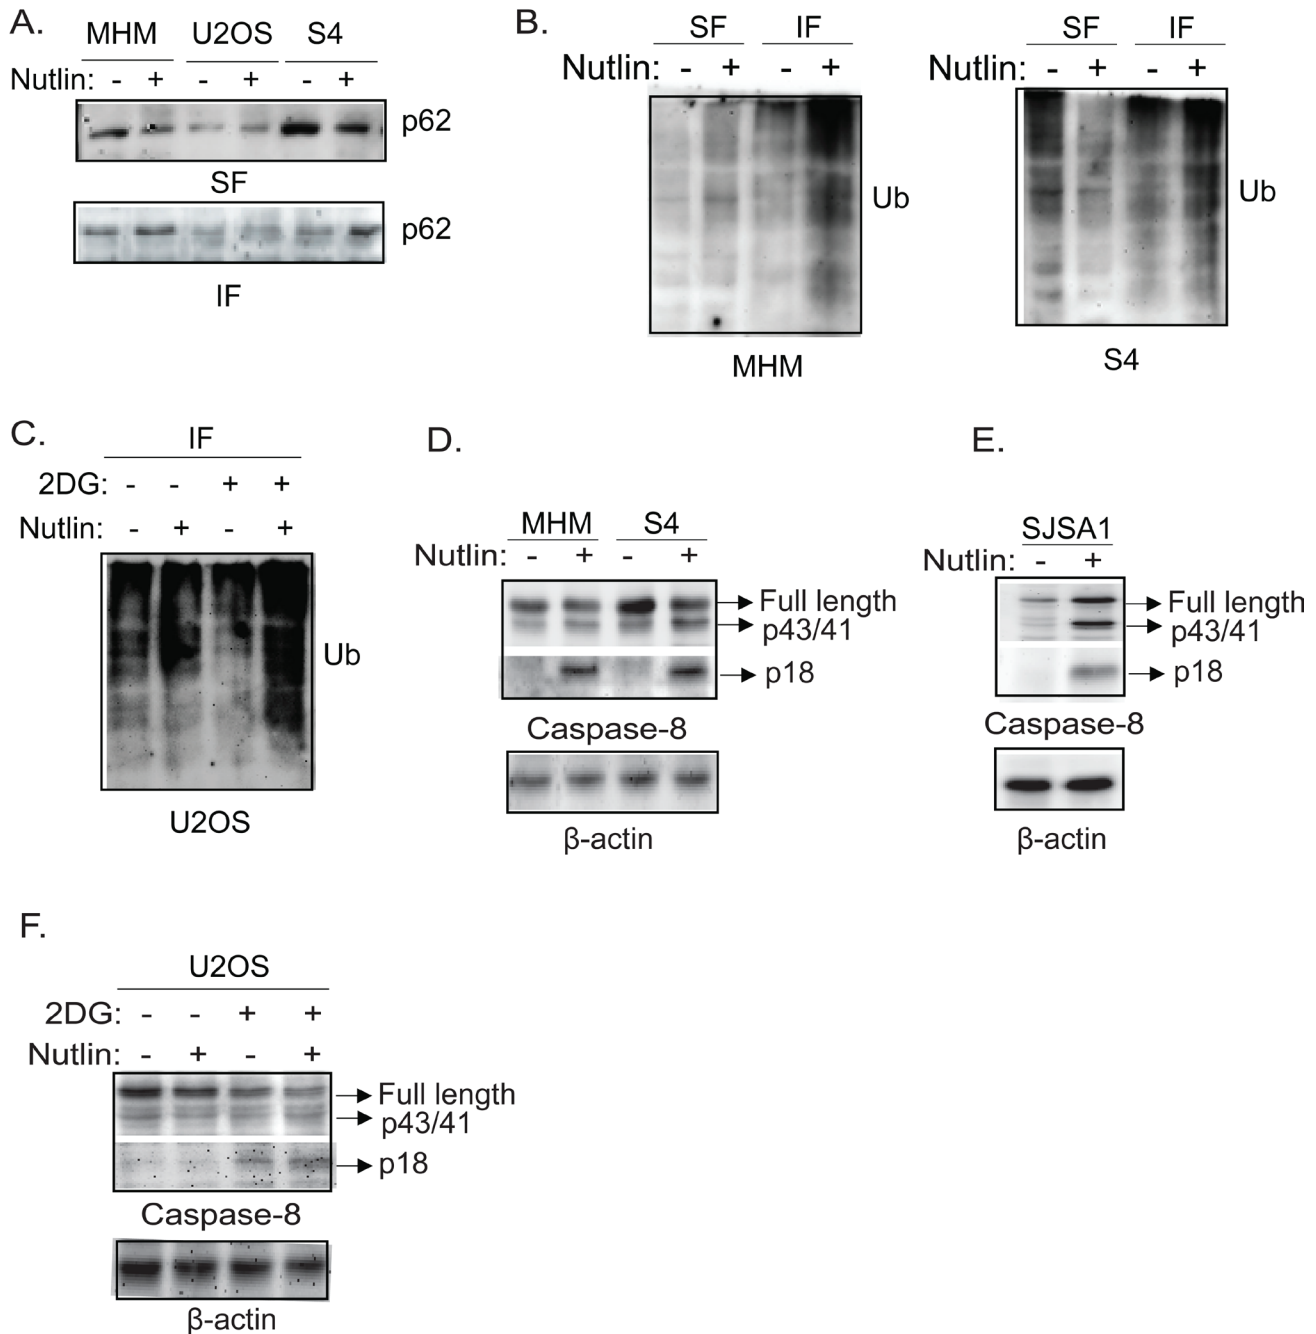 A.
MHM U2OS S4
Nutlin: - + - + - +
p62
SF
p62
IF
B.
SF IF
Nutlin: - + - +
Ub
MHM
SF IF
Nutlin: - + - +
Ub
S4
C.
IF
2DG: - - + +
Nutlin: - + - +
Ub
U2OS
D.
MHM S4
Nutlin: - + - +
Full length
p43/41
p18
Caspase-8
β-actin
E.
SJSA1
Nutlin: - +
Full length
p43/41
p18
Caspase-8
β-actin
F.
U2OS
2DG: - - + +
Nutlin: - + - +
Full length
p43/41
p18
Caspase-8
β-actin